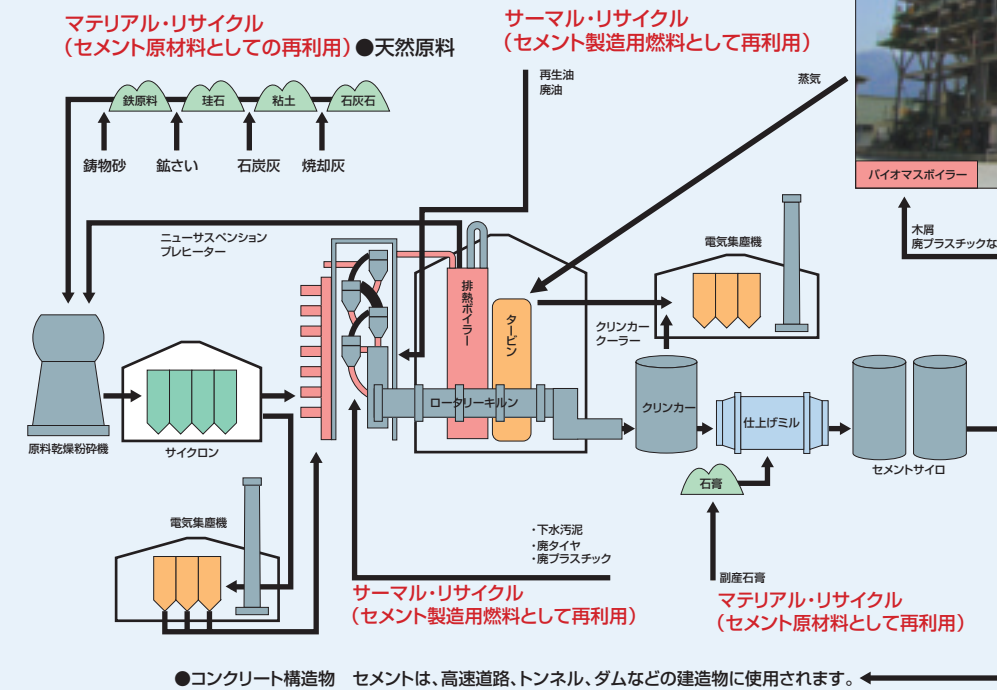 マテリアル・リサイクル
（セメント原材料としての再利用）●天然原料
サーマル・リサイクル
（セメント製造用燃料として再利用）
再生油
廃油
蒸気
鉄原料
珪石
粘土
石灰石
鋳物砂
鉱さい
石炭灰
焼却灰
バイオマスボイラー
木屑
廃プラスチックな
ニューサスペンション
プレヒーター
電気集塵機
排熱ボイラー
タービン
クリンカー
クーラー
ロータリーキルン
クリンカー
仕上げミル
原料乾燥粉砕機
サイクロン
セメントサイロ
石膏
電気集塵機
・下水汚泥
・廃タイヤ
・廃プラスチック
副産石膏
サーマル・リサイクル
（セメント製造用燃料として再利用）
マテリアル・リサイクル
（セメント原材料として再利用）
●コンクリート構造物　セメントは、高速道路、トンネル、ダムなどの建造物に使用されます。